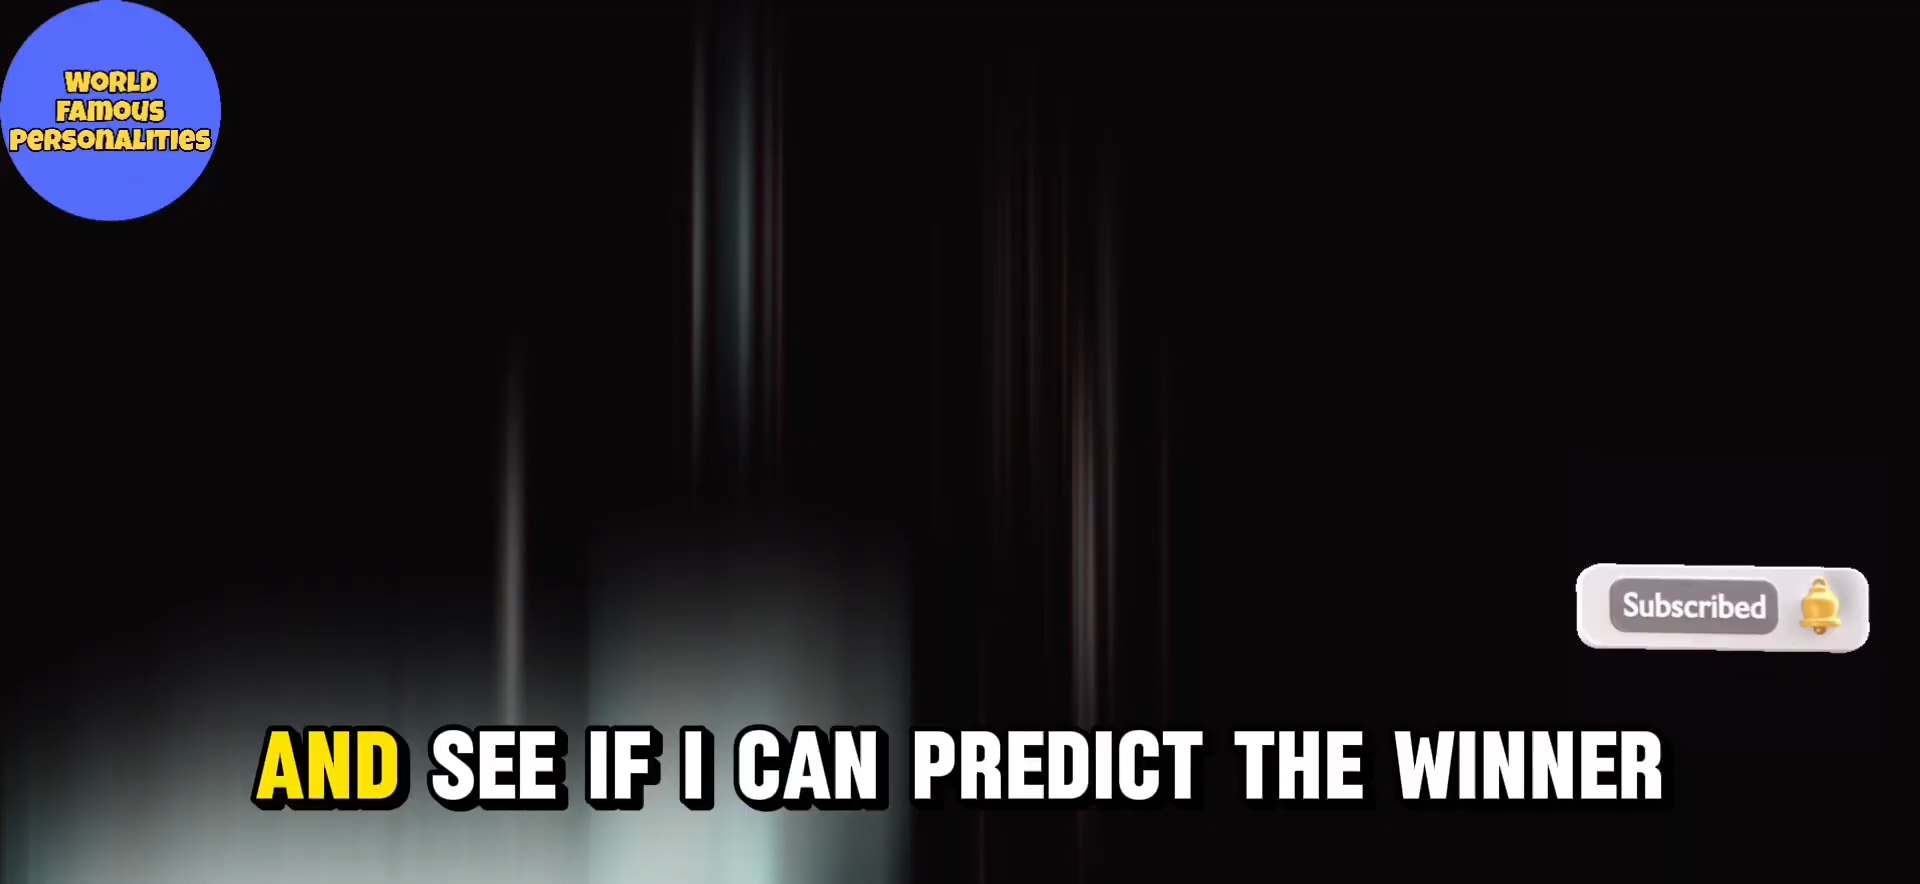 WORLD
FAMOUS
PERSONALITIES
Subscribed
AND SEE IF I CAN PREDICT THE WINNER